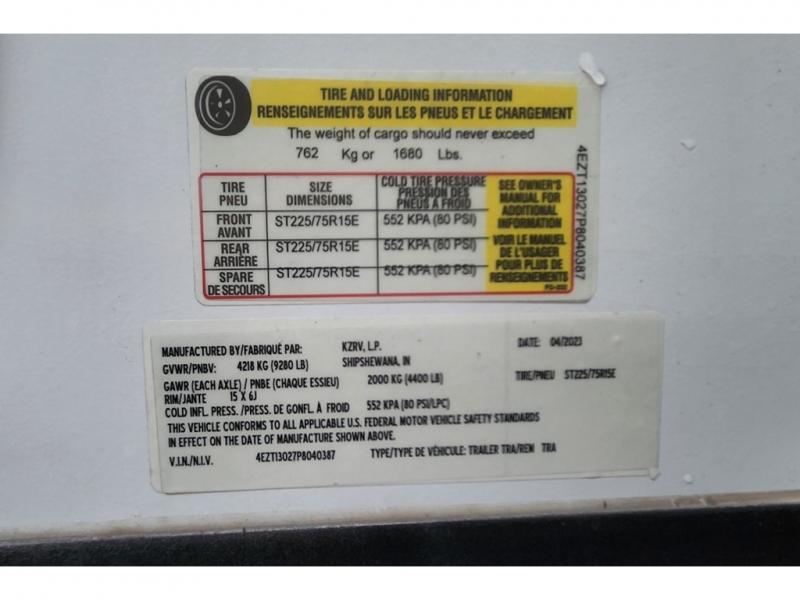 TIRE AND LOADING INFORMATION
RENSEIGNEMENTS SUR LES PNEUS ET LE CHARGEMENT
The weight of cargo should never exceed
762 Kg or 1680 Lbs.
TIRE PNEU
SIZE DIMENSIONS
COLD TIRE PRESSURE
PRESSION DES
PNEUS A FROID
FRONT AVANT
ST225/75R15E
552 KPA (80 PSI)
REAR ARRIÈRE
ST225/75R15E
552 KPA (80 PSI)
SPARE DE SECOURS
ST225/75R15E
552 KPA (80 PSI)
SEE OWNER'S
MANUAL FOR
ADDITIONAL
INFORMATION
VOIR LE MANUEL
DE L'USAGER
POUR PLUS DE
RENSEIGNEMENTS
4EZT13027P8040387
MANUFACTURED BY/FABRIQUÉ PAR: KZRV, L.P. DATE: 04/2023
GVWR/PNBV: 4218 KG (9280 LB) SHIPSHEWANA, IN
GAWR (EACH AXLE) / PNBE (CHAQUE ESSIEU) 2000 KG (4400 LB) TIRE/PNEU ST225/75R15E
RIM/JANTE 15 X 6J
COLD INFL. PRESS. /PRESS. DE GONFL. À FROID 552 KPA (80 PSI/LPC)
THIS VEHICLE CONFORMS TO ALL APPLICABLE U.S. FEDERAL MOTOR VEHICLE SAFETY STANDARDS
IN EFFECT ON THE DATE OF MANUFACTURE SHOWN ABOVE.
V.I.N./N.I.V. 4EZT13027P8040387 TYPE/TYPE DE VÉHICULE: TRAILER TRA/REM TRA